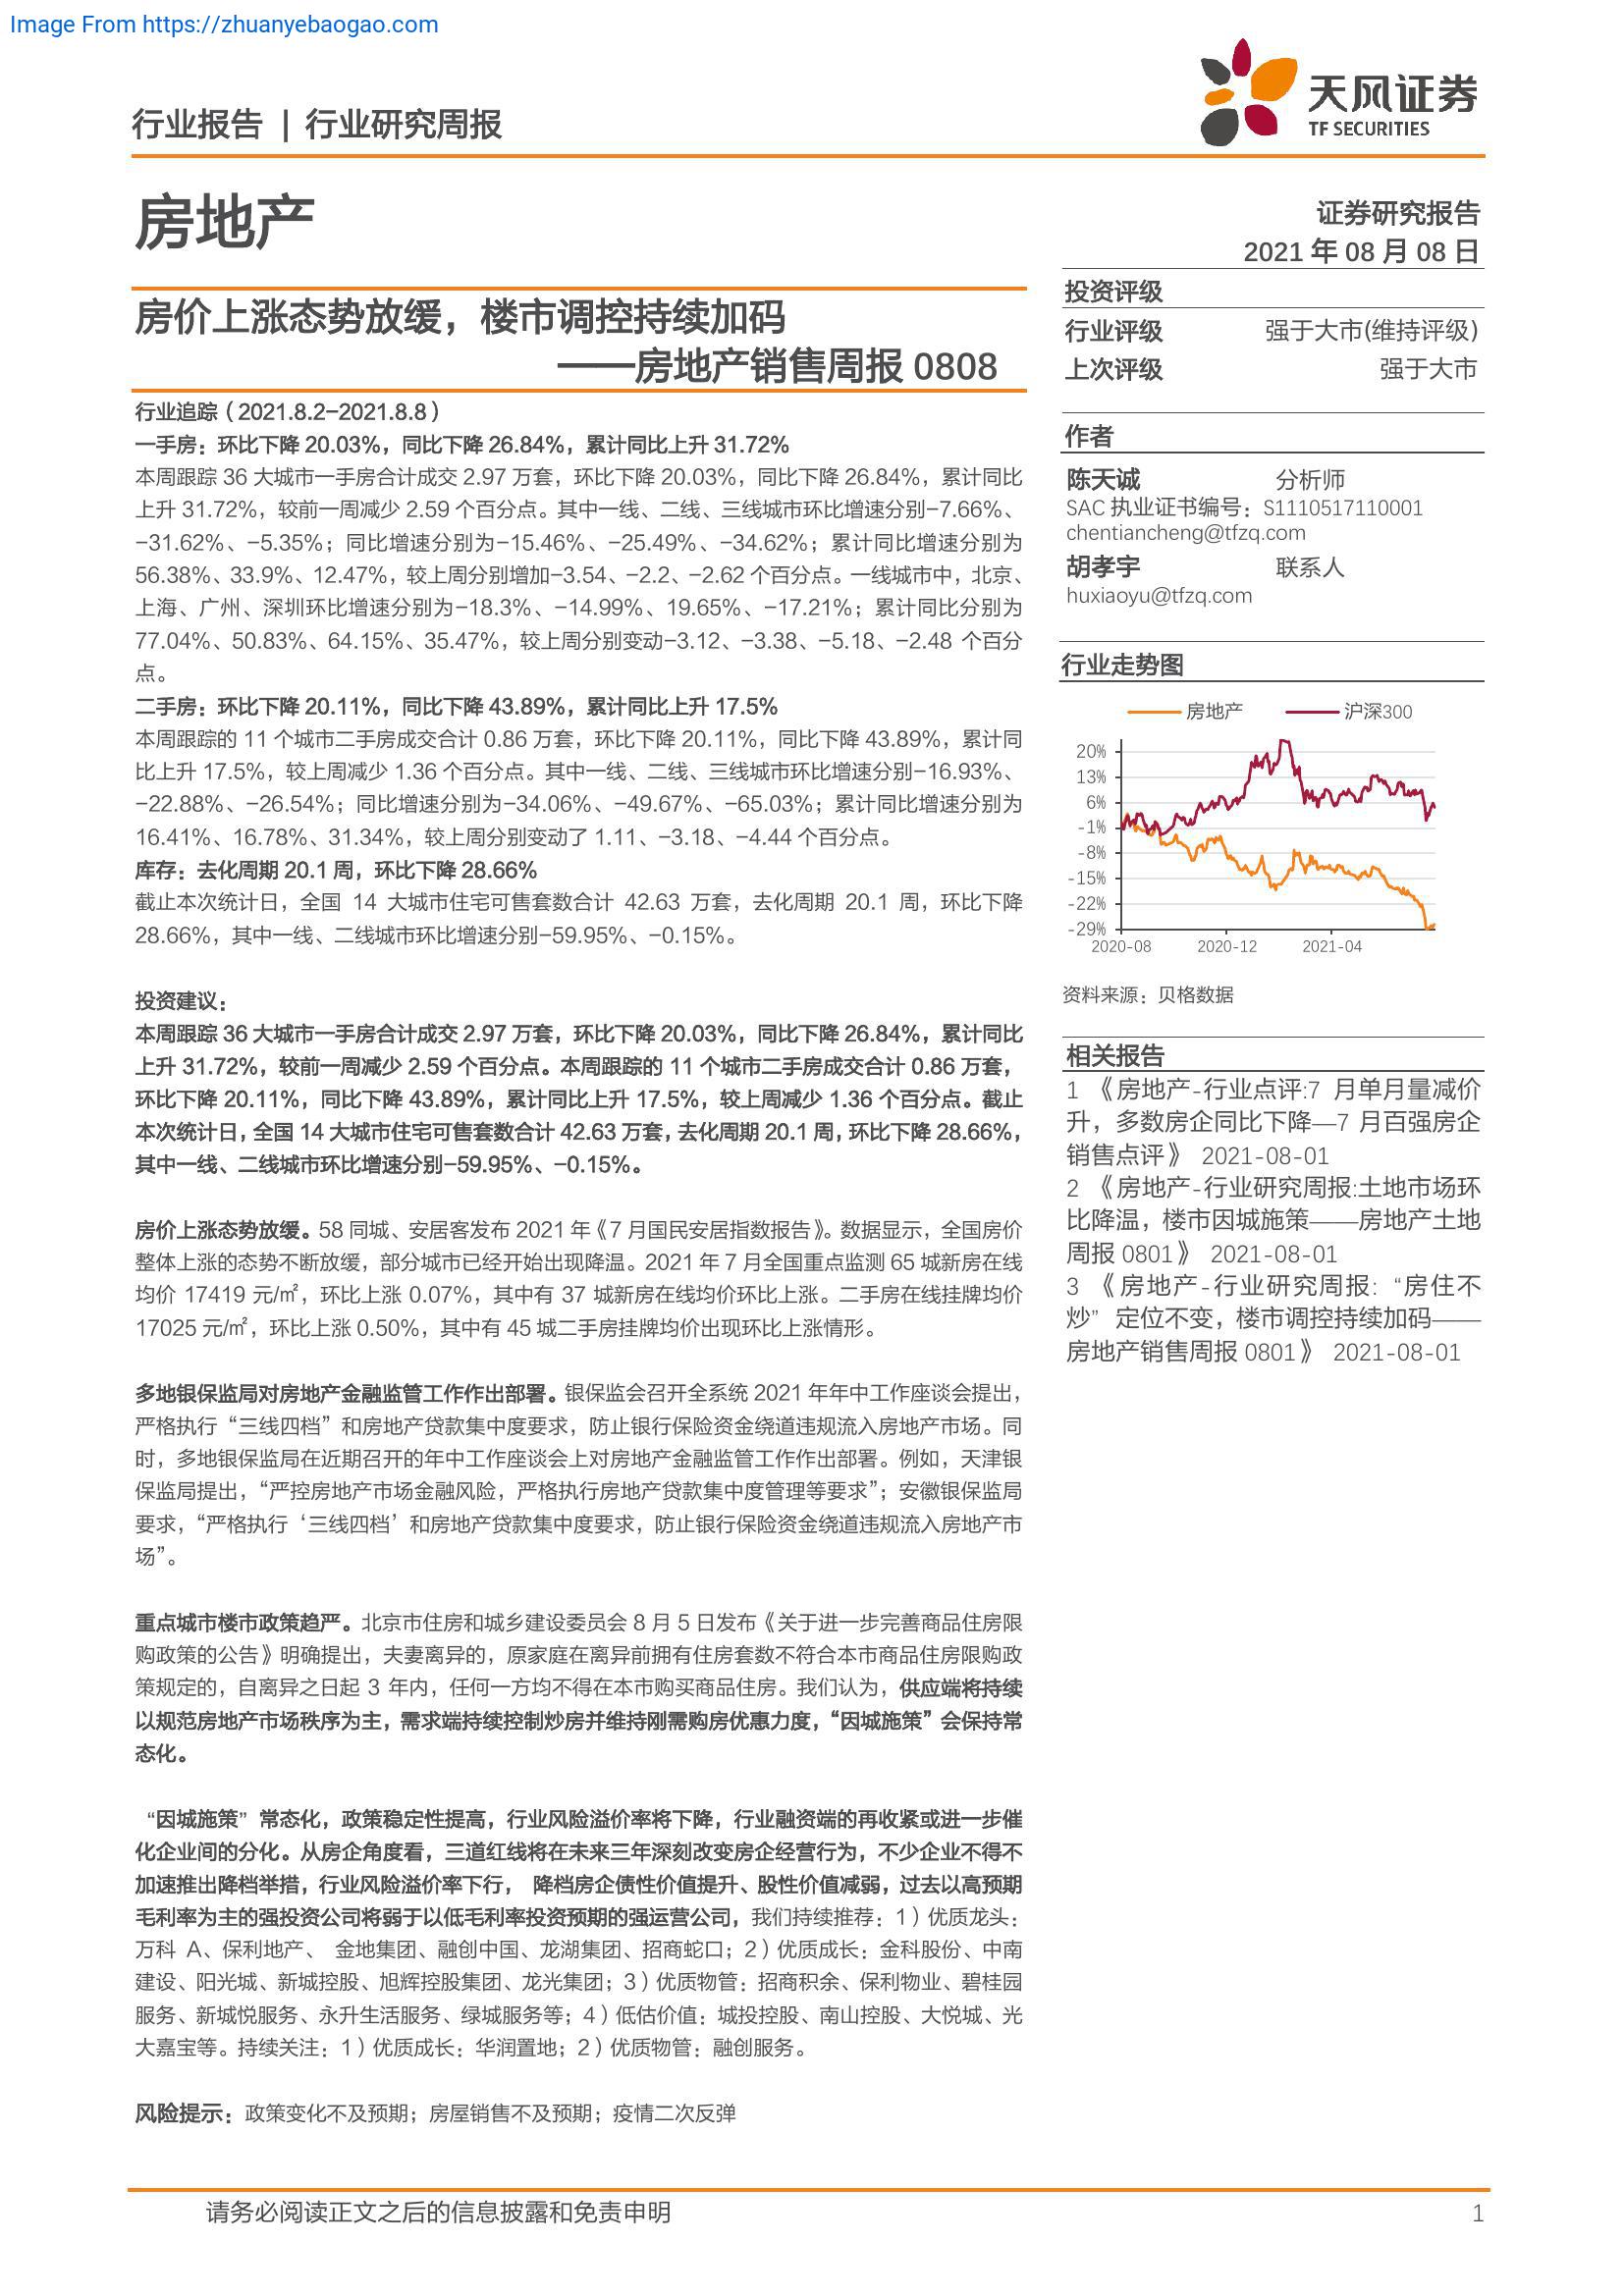 Image From https://zhuanyebaogao.com
行业报告 | 行业研究周报
天风证券
TF SECURITIES
房地产
证券研究报告
2021 年 08 月 08 日
房价上涨态势放缓，楼市调控持续加码
——房地产销售周报 0808
行业追踪（2021.8.2-2021.8.8）
一手房：环比下降 20.03%，同比下降 26.84%，累计同比上升 31.72%
本周跟踪 36 大城市一手房合计成交 2.97 万套，环比下降 20.03%，同比下降 26.84%，累计同比
上升 31.72%，较前一周减少 2.59 个百分点。其中一线、二线、三线城市环比增速分别-7.66%、
-31.62%、-5.35%；同比增速分别为-15.46%、-25.49%、-34.62%；累计同比增速分别为
56.38%、33.9%、12.47%，较上周分别增加-3.54、-2.2、-2.62 个百分点。一线城市中，北京、
上海、广州、深圳环比增速分别为-18.3%、-14.99%、19.65%、-17.21%；累计同比分别为
77.04%、50.83%、64.15%、35.47%，较上周分别变动-3.12、-3.38、-5.18、-2.48 个百分
点。
二手房：环比下降 20.11%，同比下降 43.89%，累计同比上升 17.5%
本周跟踪的 11 个城市二手房成交合计 0.86 万套，环比下降 20.11%，同比下降 43.89%，累计同
比上升 17.5%，较上周减少 1.36 个百分点。其中一线、二线、三线城市环比增速分别-16.93%、
-22.88%、-26.54%；同比增速分别为-34.06%、-49.67%、-65.03%；累计同比增速分别为
16.41%、16.78%、31.34%，较上周分别变动了 1.11、-3.18、-4.44 个百分点。
库存：去化周期 20.1 周，环比下降 28.66%
截止本次统计日，全国 14 大城市住宅可售套数合计 42.63 万套，去化周期 20.1 周，环比下降
28.66%，其中一线、二线城市环比增速分别-59.95%、-0.15%。
投资建议：
本周跟踪 36 大城市一手房合计成交 2.97 万套，环比下降 20.03%，同比下降 26.84%，累计同比
上升 31.72%，较前一周减少 2.59 个百分点。本周跟踪的 11 个城市二手房成交合计 0.86 万套，
环比下降 20.11%，同比下降 43.89%，累计同比上升 17.5%，较上周减少 1.36 个百分点。截止
本次统计日，全国 14 大城市住宅可售套数合计 42.63 万套，去化周期 20.1 周，环比下降 28.66%，
其中一线、二线城市环比增速分别-59.95%、-0.15%。
房价上涨态势放缓。58 同城、安居客发布 2021 年《7 月国民安居指数报告》。数据显示，全国房价
整体上涨的态势不断放缓，部分城市已经开始出现降温。2021 年 7 月全国重点监测 65 城新房在线
均价 17419 元/㎡，环比上涨 0.07%，其中有 37 城新房在线均价环比上涨。二手房在线挂牌均价
17025 元/㎡，环比上涨 0.50%，其中有 45 城二手房挂牌均价出现环比上涨情形。
多地银保监局对房地产金融监管工作作出部署。银保监会召开全系统 2021 年年中工作座谈会提出，
严格执行“三线四档”和房地产贷款集中度要求，防止银行保险资金绕道违规流入房地产市场。同
时，多地银保监局在近期召开的年中工作座谈会上对房地产金融监管工作作出部署。例如，天津银
保监局提出，“严控房地产市场金融风险，严格执行房地产贷款集中度管理等要求”；安徽银保监局
要求，“严格执行‘三线四档’和房地产贷款集中度要求，防止银行保险资金绕道违规流入房地产市
场”。
重点城市楼市政策趋严。北京市住房和城乡建设委员会 8 月 5 日发布《关于进一步完善商品住房限
购政策的公告》明确提出，夫妻离异的，原家庭在离异前拥有住房套数不符合本市商品住房限购政
策规定的，自离异之日起 3 年内，任何一方均不得在本市购买商品住房。我们认为，供应端将持续
以规范房地产市场秩序为主，需求端持续控制炒房并维持刚需购房优惠力度，“因城施策”会保持常
态化。
“因城施策”常态化，政策稳定性提高，行业风险溢价率将下降，行业融资端的再收紧或进一步催
化企业间的分化。从房企角度看，三道红线将在未来三年深刻改变房企经营行为，不少企业不得不
加速推出降档举措，行业风险溢价率下行， 降档房企债性价值提升、股性价值减弱，过去以高预期
毛利率为主的强投资公司将弱于以低毛利率投资预期的强运营公司，我们持续推荐：1）优质龙头：
万科 A、保利地产、 金地集团、融创中国、龙湖集团、招商蛇口；2）优质成长：金科股份、中南
建设、阳光城、新城控股、旭辉控股集团、龙光集团；3）优质物管：招商积余、保利物业、碧桂园
服务、新城悦服务、永升生活服务、绿城服务等；4）低估价值：城投控股、南山控股、大悦城、光
大嘉宝等。持续关注：1）优质成长：华润置地；2）优质物管：融创服务。
风险提示：政策变化不及预期；房屋销售不及预期；疫情二次反弹
投资评级
行业评级 强于大市(维持评级)
上次评级 强于大市
作者
陈天诚 分析师
SAC 执业证书编号：S1110517110001
chentiancheng@tfzq.com
胡孝宇 联系人
huxiaoyu@tfzq.com
行业走势图
房地产 沪深300
20%
13%
6%
-1%
-8%
-15%
-22%
-29%
2020-08 2020-12 2021-04
资料来源：贝格数据
相关报告
1 《房地产-行业点评:7 月单月量减价
升，多数房企同比下降—7 月百强房企
销售点评》 2021-08-01
2 《房地产-行业研究周报:土地市场环
比降温，楼市因城施策——房地产土地
周报 0801》 2021-08-01
3 《房地产-行业研究周报:“房住不
炒”定位不变，楼市调控持续加码——
房地产销售周报 0801》 2021-08-01
请务必阅读正文之后的信息披露和免责申明
1